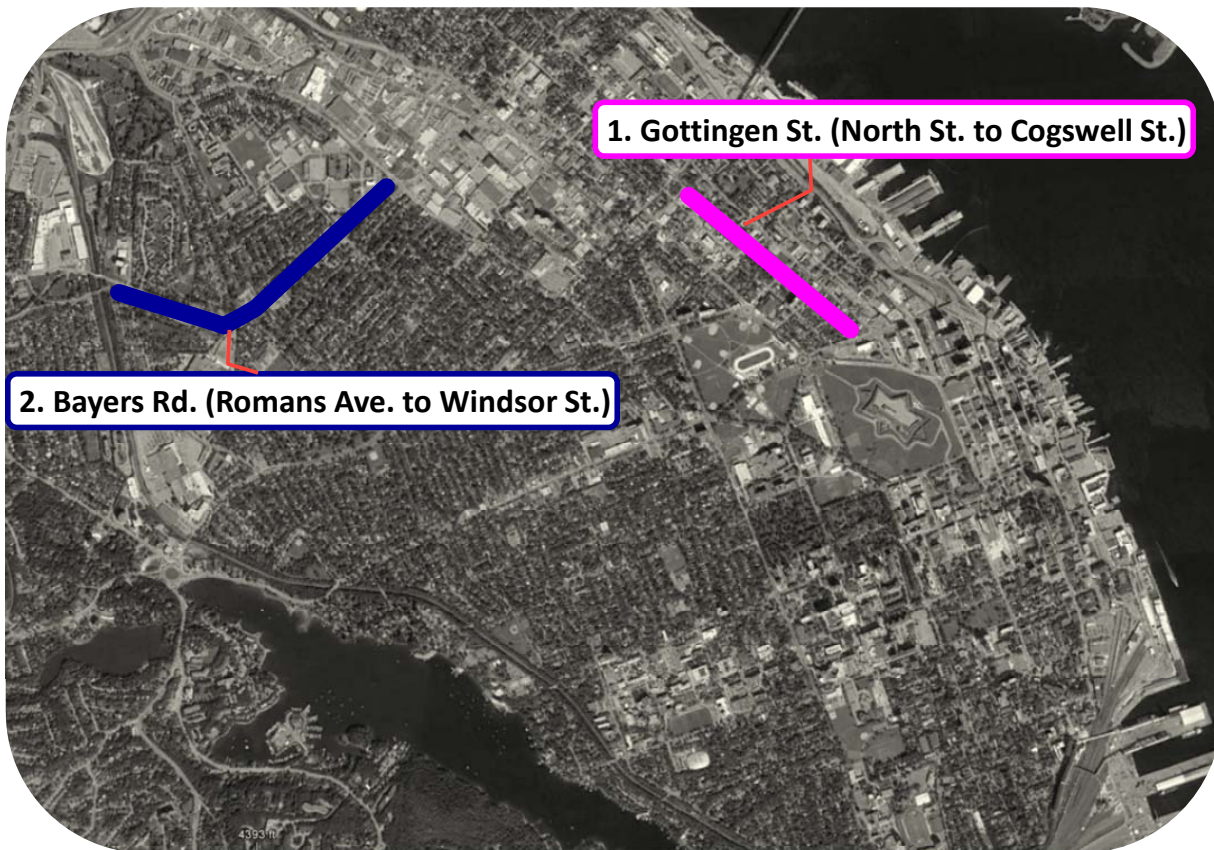 1. Gottingen St. (North St. to Cogswell St.)
2. Bayers Rd. (Romans Ave. to Windsor St.)
4393 ft